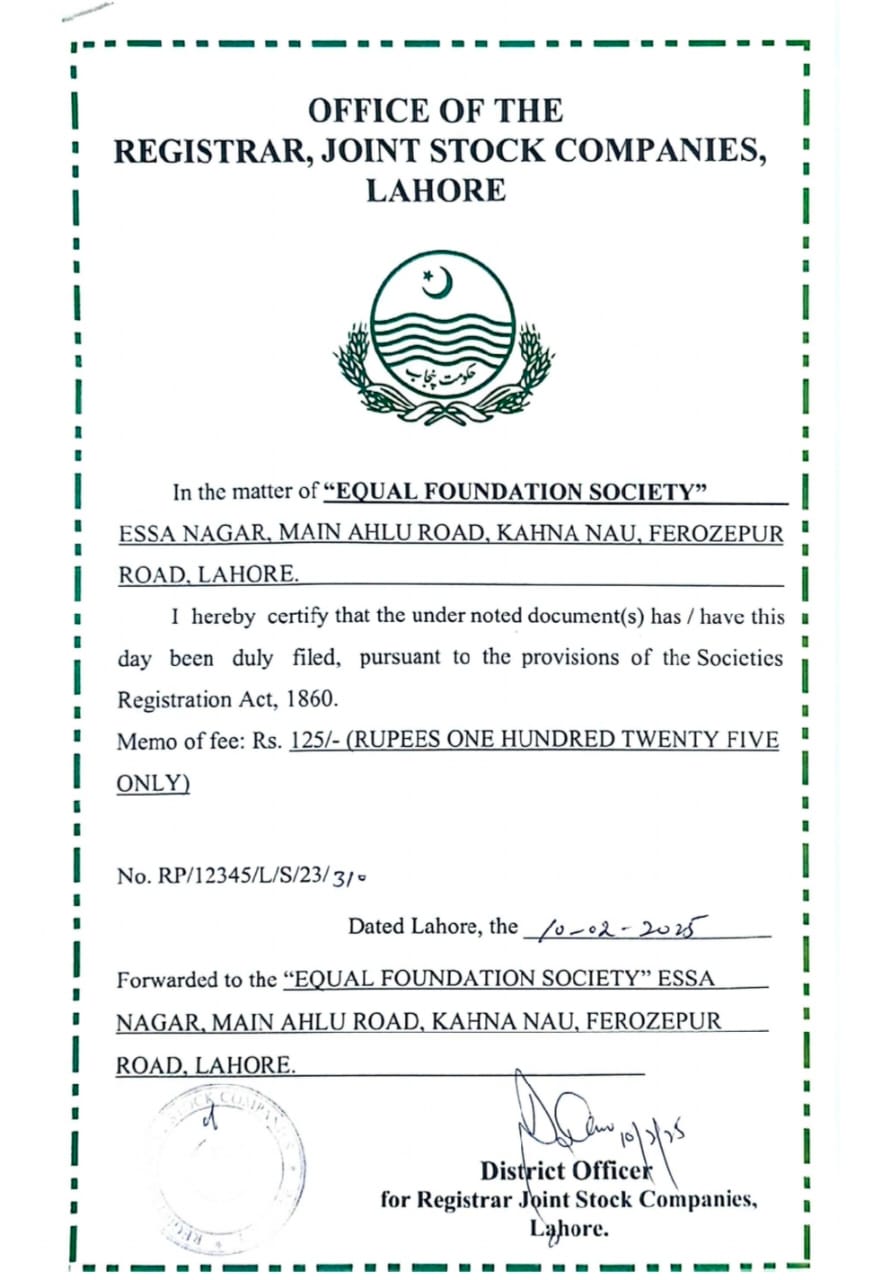 OFFICE OF THE
REGISTRAR, JOINT STOCK COMPANIES,
LAHORE
حکومت پنجاب
In the matter of “EQUAL FOUNDATION SOCIETY”
ESSA NAGAR, MAIN AHLU ROAD, KAHNA NAU, FEROZEPUR
ROAD, LAHORE.
I hereby certify that the under noted document(s) has / have this
day been duly filed, pursuant to the provisions of the Societies
Registration Act, 1860.
Memo of fee: Rs. 125/- (RUPEES ONE HUNDRED TWENTY FIVE
ONLY)
No. RP/12345/L/S/23/310
Dated Lahore, the 10-02-2025
Forwarded to the “EQUAL FOUNDATION SOCIETY” ESSA
NAGAR, MAIN AHLU ROAD, KAHNA NAU, FEROZEPUR
ROAD, LAHORE.
STOCK COMPANIES
10/2/25
District Officer
for Registrar Joint Stock Companies,
Lahore.